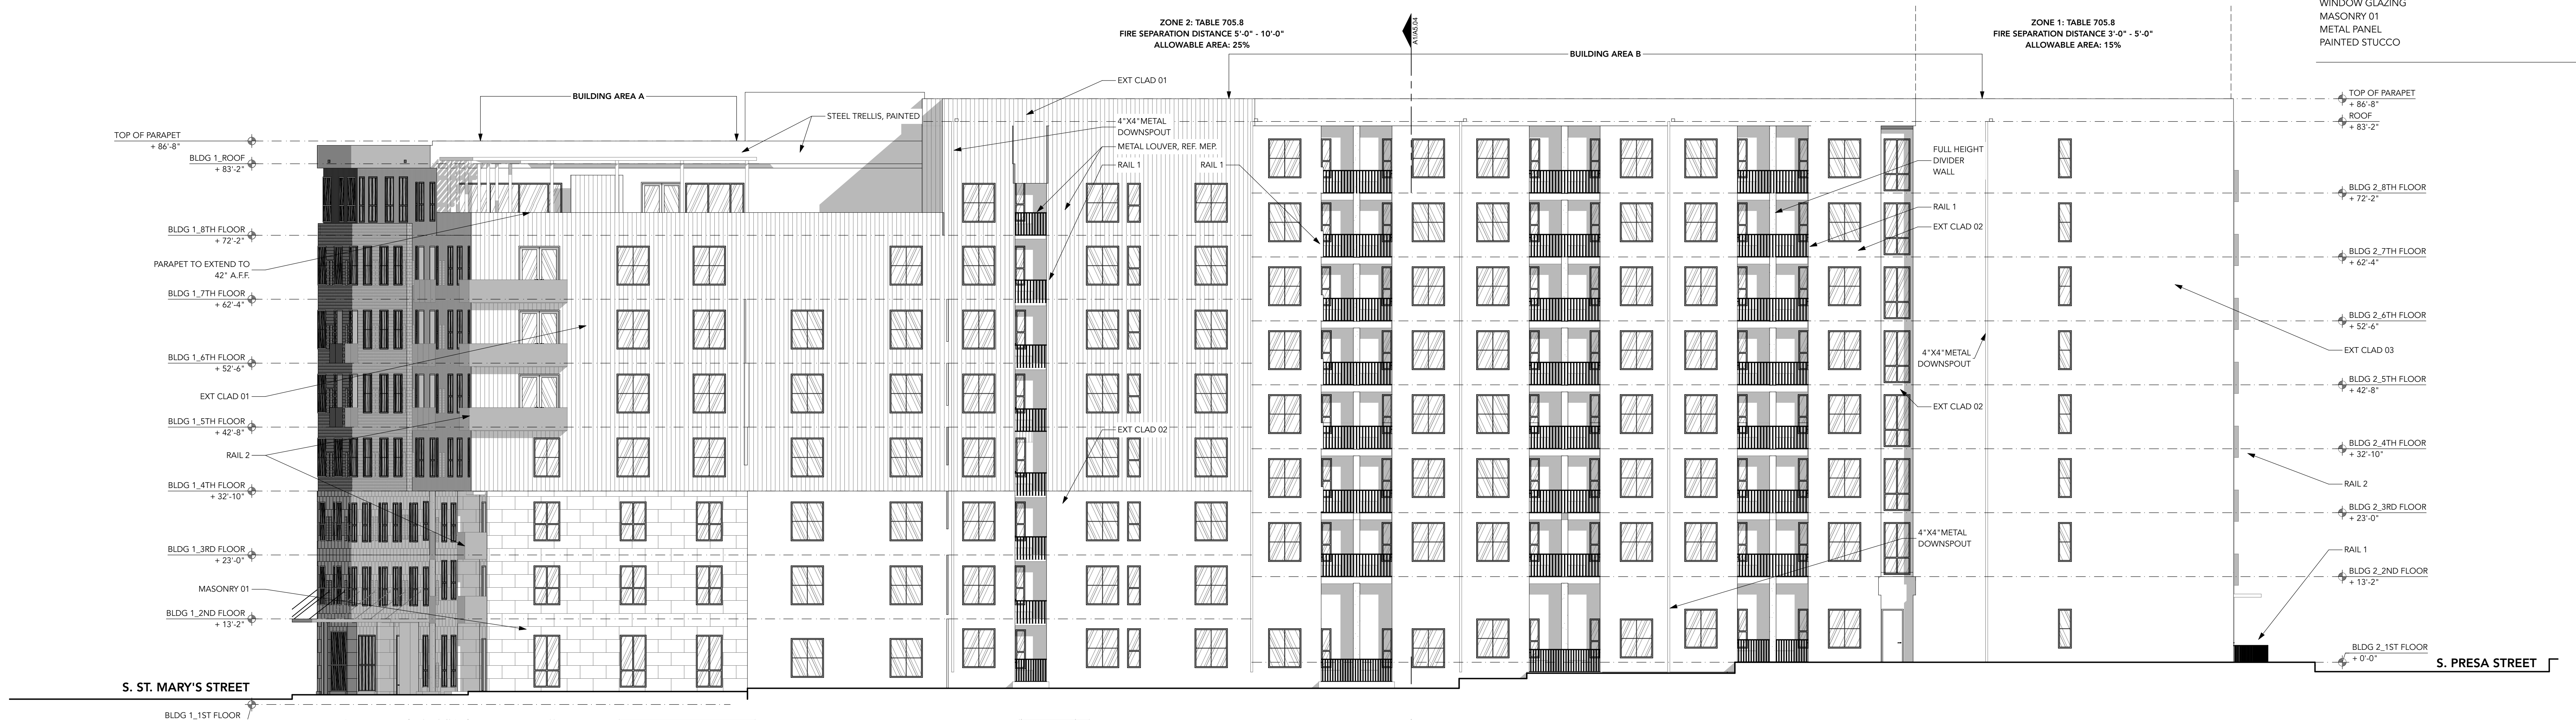 WINDOW GLAZING
MASONRY 01
METAL PANEL
PAINTED STUCCO
ZONE 2: TABLE 705.8
FIRE SEPARATION DISTANCE 5'-0" - 10'-0"
ALLOWABLE AREA: 25%
A1/A5.04
ZONE 1: TABLE 705.8
FIRE SEPARATION DISTANCE 3'-0" - 5'-0"
ALLOWABLE AREA: 15%
BUILDING AREA B
BUILDING AREA A
EXT CLAD 01
STEEL TRELLIS, PAINTED
4"X4"METAL
DOWNSPOUT
METAL LOUVER, REF. MEP.
RAIL 1
RAIL 1
EXT CLAD 02
TOP OF PARAPET
+ 86'-8"
BLDG 1_ROOF
+ 83'-2"
BLDG 1_8TH FLOOR
+ 72'-2"
PARAPET TO EXTEND TO
42" A.F.F.
BLDG 1_7TH FLOOR
+ 62'-4"
BLDG 1_6TH FLOOR
+ 52'-6"
EXT CLAD 01
BLDG 1_5TH FLOOR
+ 42'-8"
RAIL 2
BLDG 1_4TH FLOOR
+ 32'-10"
BLDG 1_3RD FLOOR
+ 23'-0"
MASONRY 01
BLDG 1_2ND FLOOR
+ 13'-2"
S. ST. MARY'S STREET
BLDG 1_1ST FLOOR
FULL HEIGHT
DIVIDER
WALL
RAIL 1
EXT CLAD 02
4"X4"METAL
DOWNSPOUT
EXT CLAD 02
4"X4"METAL
DOWNSPOUT
TOP OF PARAPET
+ 86'-8"
ROOF
+ 83'-2"
BLDG 2_8TH FLOOR
+ 72'-2"
BLDG 2_7TH FLOOR
+ 62'-4"
BLDG 2_6TH FLOOR
+ 52'-6"
EXT CLAD 03
BLDG 2_5TH FLOOR
+ 42'-8"
BLDG 2_4TH FLOOR
+ 32'-10"
RAIL 2
BLDG 2_3RD FLOOR
+ 23'-0"
RAIL 1
BLDG 2_2ND FLOOR
+ 13'-2"
BLDG 2_1ST FLOOR
+ 0'-0"
S. PRESA STREET